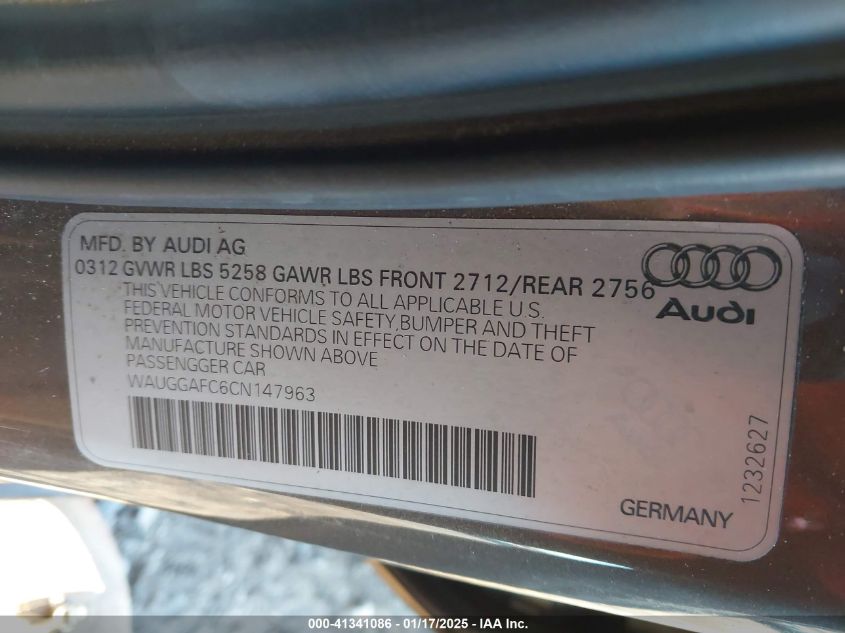 MFD. BY AUDI AG
0312 GVWR LBS 5258 GAWR LBS FRONT 2712/REAR 2756
THIS VEHICLE CONFORMS TO ALL APPLICABLE U.S.
FEDERAL MOTOR VEHICLE SAFETY,BUMPER AND THEFT
PREVENTION STANDARDS IN EFFECT ON THE DATE OF
MANUFACTURE SHOWN ABOVE
PASSENGGER CAR
WAUGGAFC6CN147963
Audi
GERMANY
1232627
000-41341086 - 01/17/2025 - IAA Inc.